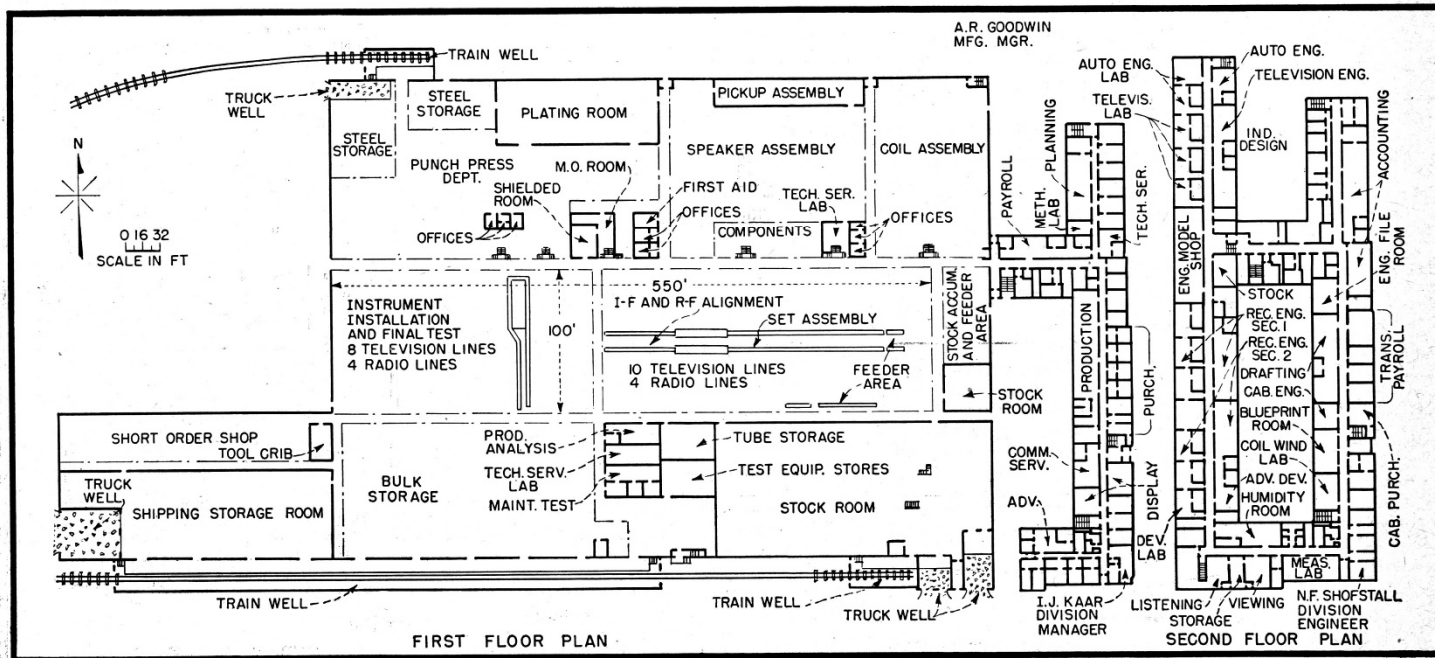 A.R. GOODWIN
MFG. MGR.
TRAIN WELL
TRUCK
WELL
STEEL
STORAGE
STEEL
STORAGE
PLATING ROOM
PICKUP ASSEMBLY
PUNCH PRESS
DEPT.
M.O. ROOM
SHIELDED
ROOM
OFFICES
SPEAKER ASSEMBLY
FIRST AID
OFFICES
TECH. SER.
LAB
COMPONENTS
COIL ASSEMBLY
OFFICES
N
0 16 32
SCALE IN FT
PAYROLL
METH.
LAB
PLANNING
TECH. SER.
550'
100'
INSTRUMENT
INSTALLATION
AND FINAL TEST
8 TELEVISION LINES
4 RADIO LINES
I-F AND R-F ALIGNMENT
SET ASSEMBLY
10 TELEVISION LINES
4 RADIO LINES
FEEDER
AREA
STOCK ACCUM.
AND FEEDER
AREA
STOCK
ROOM
PRODUCTION
PURCH.
SHORT ORDER SHOP
TOOL CRIB
TRUCK
WELL
SHIPPING STORAGE ROOM
BULK
STORAGE
PROD.
ANALYSIS
TECH. SERV.
LAB
MAINT. TEST
TUBE STORAGE
TEST EQUIP. STORES
STOCK ROOM
COMM.
SERV.
ADV.
DISPLAY
TRAIN WELL
TRAIN WELL
TRUCK WELL
I.J. KAAR
DIVISION
MANAGER
FIRST FLOOR PLAN
AUTO ENG.
AUTO ENG.
LAB
TELEVISION ENG.
TELEVIS.
LAB
IND.
DESIGN
ACCOUNTING
ENG. MODEL
SHOP
ENG. FILE
ROOM
STOCK
REC. ENG.
SEC. 1
REC. ENG.
SEC. 2
DRAFTING
CAB. ENG.
BLUEPRINT
ROOM
COIL WIND
LAB
ADV. DEV.
HUMIDITY
ROOM
TRANS.
PAYROLL
CAB. PURCH.
DEV.
LAB
MEAS.
LAB
LISTENING
STORAGE
VIEWING
N.F. SHOFSTALL
DIVISION
ENGINEER
SECOND FLOOR PLAN